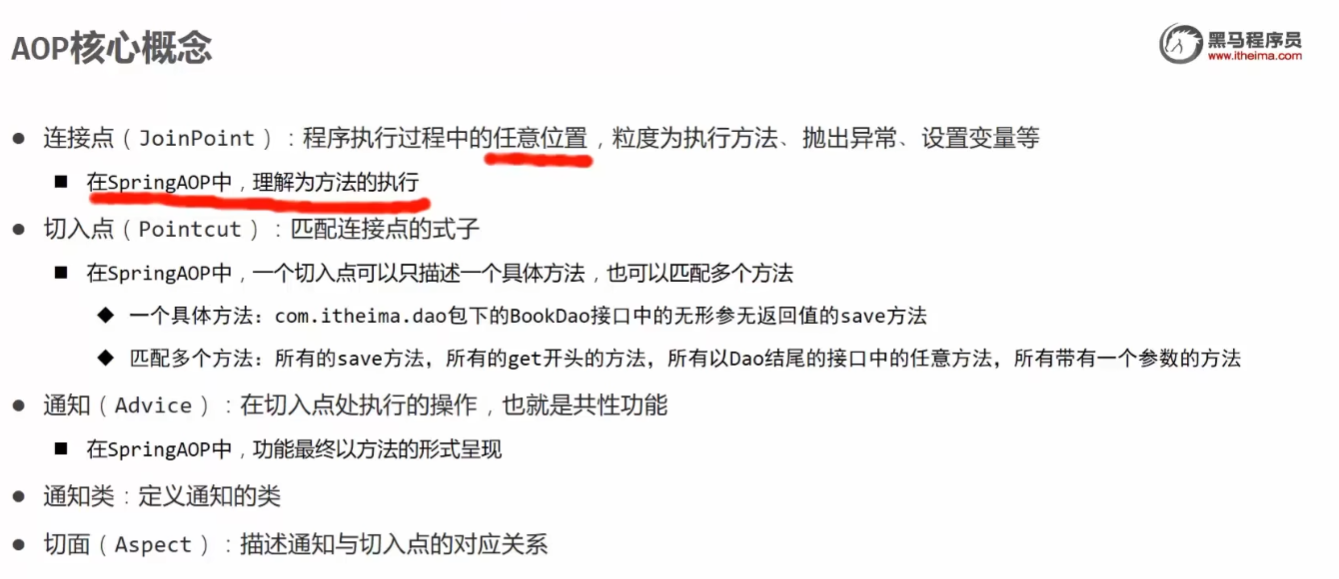 AOP核心概念
黑马程序员
www.itheima.com
连接点（JoinPoint）：程序执行过程中的任意位置，粒度为执行方法、抛出异常、设置变量等
在SpringAOP中，理解为方法的执行
切入点（Pointcut）：匹配连接点的式子
在SpringAOP中，一个切入点可以只描述一个具体方法，也可以匹配多个方法
一个具体方法：com.itheima.dao包下的BookDao接口中的无形参无返回值的save方法
匹配多个方法：所有的save方法，所有的get开头的方法，所有以Dao结尾的接口中的任意方法，所有带有一个参数的方法
通知（Advice）：在切入点处执行的操作，也就是共性功能
在SpringAOP中，功能最终以方法的形式呈现
通知类：定义通知的类
切面（Aspect）：描述通知与切入点的对应关系